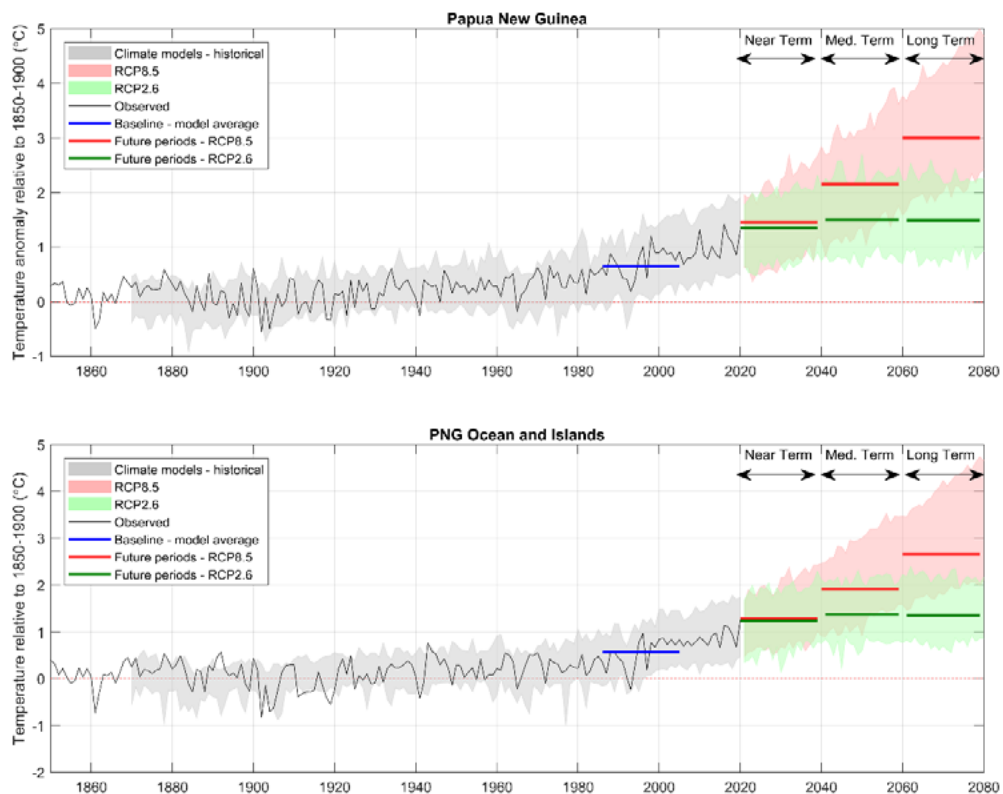 Papua New Guinea
Temperature anomaly relative to 1850-1900 (°C)
5
4
3
2
1
0
-1
Climate models - historical
RCP8.5
RCP2.6
Observed
Baseline - model average
Future periods - RCP8.5
Future periods - RCP2.6
Near Term
Med. Term
Long Term
1860 1880 1900 1920 1940 1960 1980 2000 2020 2040 2060 2080
PNG Ocean and Islands
Temperature relative to 1850-1900 (°C)
5
4
3
2
1
0
-1
-2
Climate models - historical
RCP8.5
RCP2.6
Observed
Baseline - model average
Future periods - RCP8.5
Future periods - RCP2.6
Near Term
Med. Term
Long Term
1860 1880 1900 1920 1940 1960 1980 2000 2020 2040 2060 2080